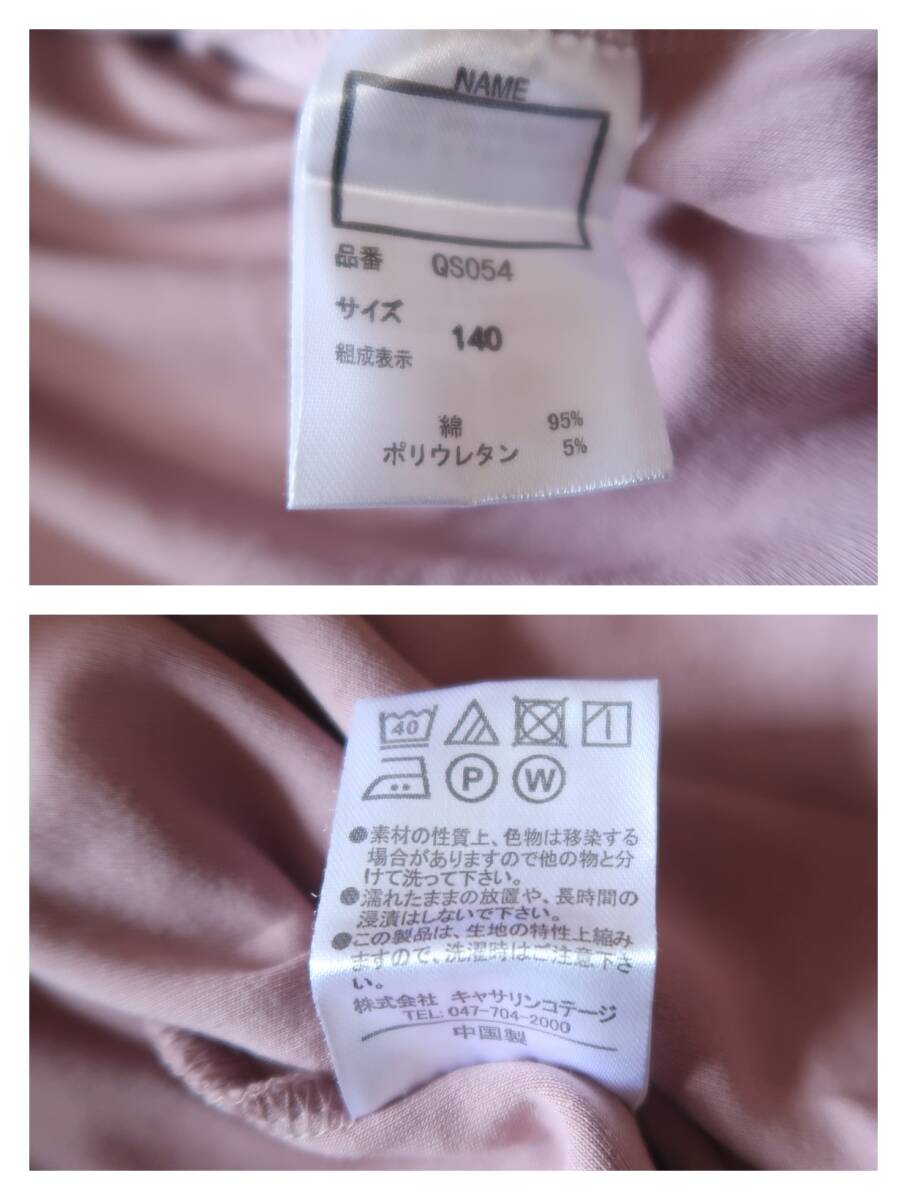 NAME
品番 QS054
サイズ 140
組成表示
綿 95%
ポリウレタン 5%
40
P W
●素材の性質上、色物は移染する
場合がありますので他の物と分
けて洗って下さい。
●濡れたままの放置や、長時間の
浸漬はしないで下さい。
●この製品は、生地の特性上縮み
ますので、洗濯時はご注意下さ
い。
株式会社 キャサリンコテージ
TEL: 047-704-2000
中国製